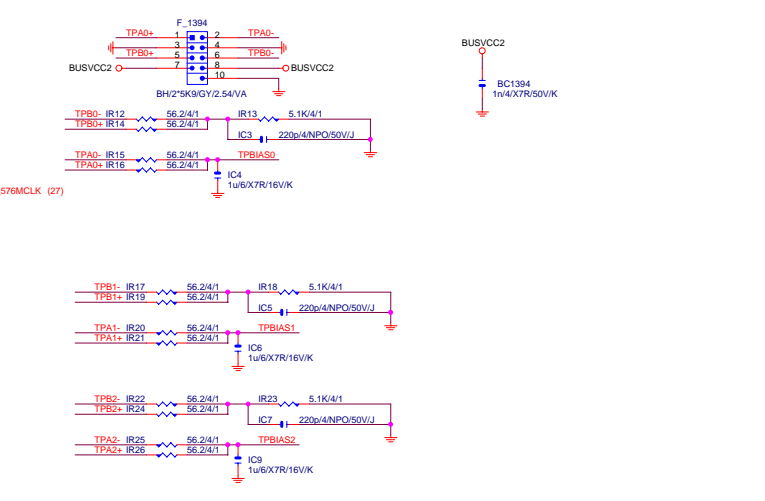 F_1394
TPA0+ 1 2 TPA0-
3 4
TPB0+ 5 6 TPB0-
BUSVCC2 7 8 BUSVCC2
10
BH/2*5K9/GY/2.54/VA
BUSVCC2
BC1394
1n/4/X7R/50V/K
TPB0- IR12 56.2/4/1 IR13 5.1K/4/1
TPB0+ IR14 56.2/4/1
IC3 220p/4/NPO/50V/J
TPA0- IR15 56.2/4/1 TPBIAS0
TPA0+ IR16 56.2/4/1
IC4
1u/6/X7R/16V/K
576MCLK (27)
TPB1- IR17 56.2/4/1 IR18 5.1K/4/1
TPB1+ IR19 56.2/4/1
IC5 220p/4/NPO/50V/J
TPA1- IR20 56.2/4/1 TPBIAS1
TPA1+ IR21 56.2/4/1
IC6
1u/6/X7R/16V/K
TPB2- IR22 56.2/4/1 IR23 5.1K/4/1
TPB2+ IR24 56.2/4/1
IC7 220p/4/NPO/50V/J
TPA2- IR25 56.2/4/1 TPBIAS2
TPA2+ IR26 56.2/4/1
IC9
1u/6/X7R/16V/K